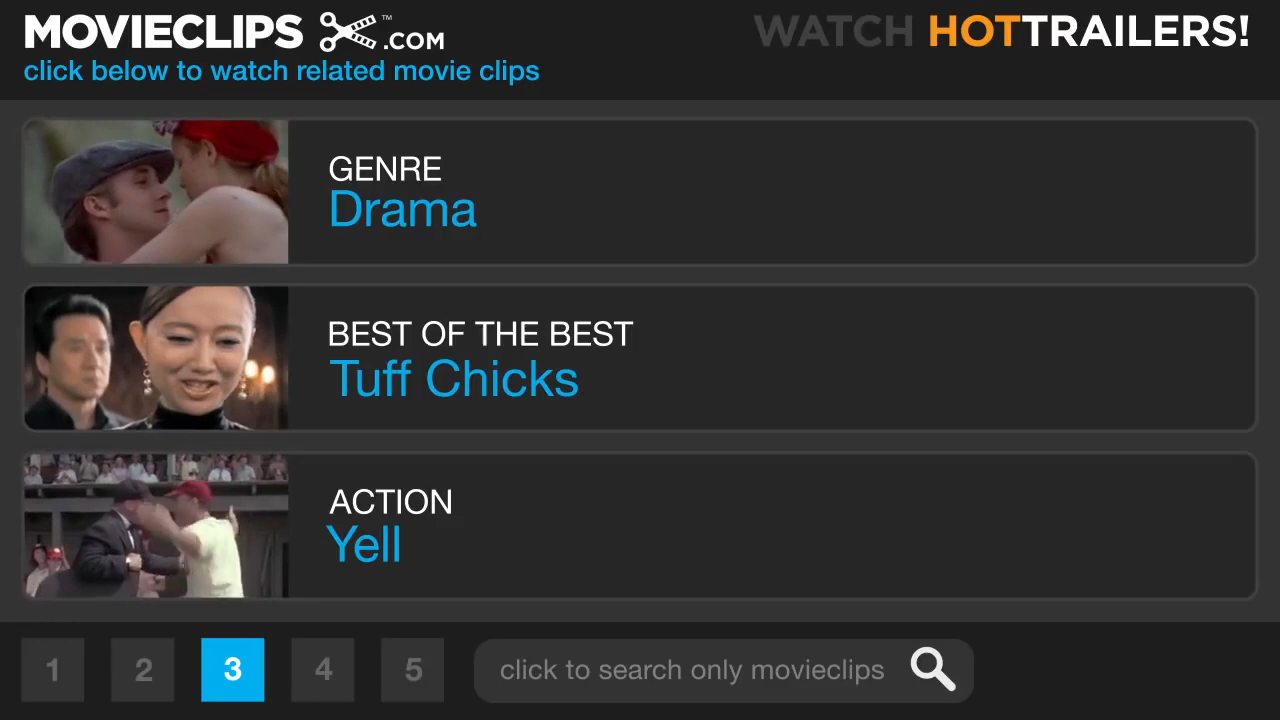 MOVIECLIPS ™ .COM
WATCH HOTTRAILERS!
click below to watch related movie clips
GENRE
Drama
BEST OF THE BEST
Tuff Chicks
ACTION
Yell
1 2 3 4 5 click to search only movieclips